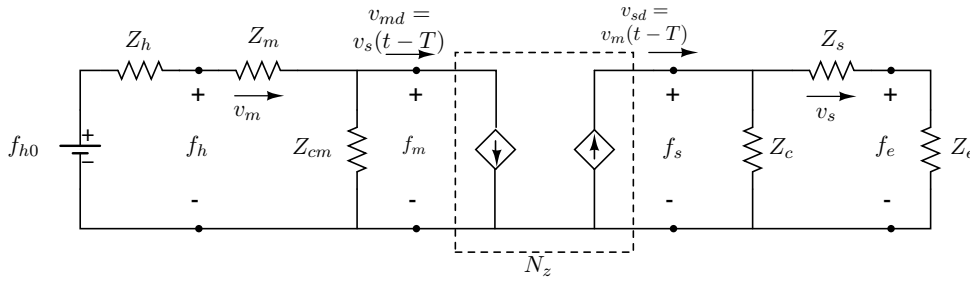 v_{md} =
v_s(t − T)
v_{sd} =
v_m(t − T)
Z_h
Z_m
Z_s
+
v_m
+
+
v_s
+
f_{h0}
+
−
f_h
Z_{cm}
f_m
f_s
Z_c
f_e
Z_e
-
-
-
-
N_z